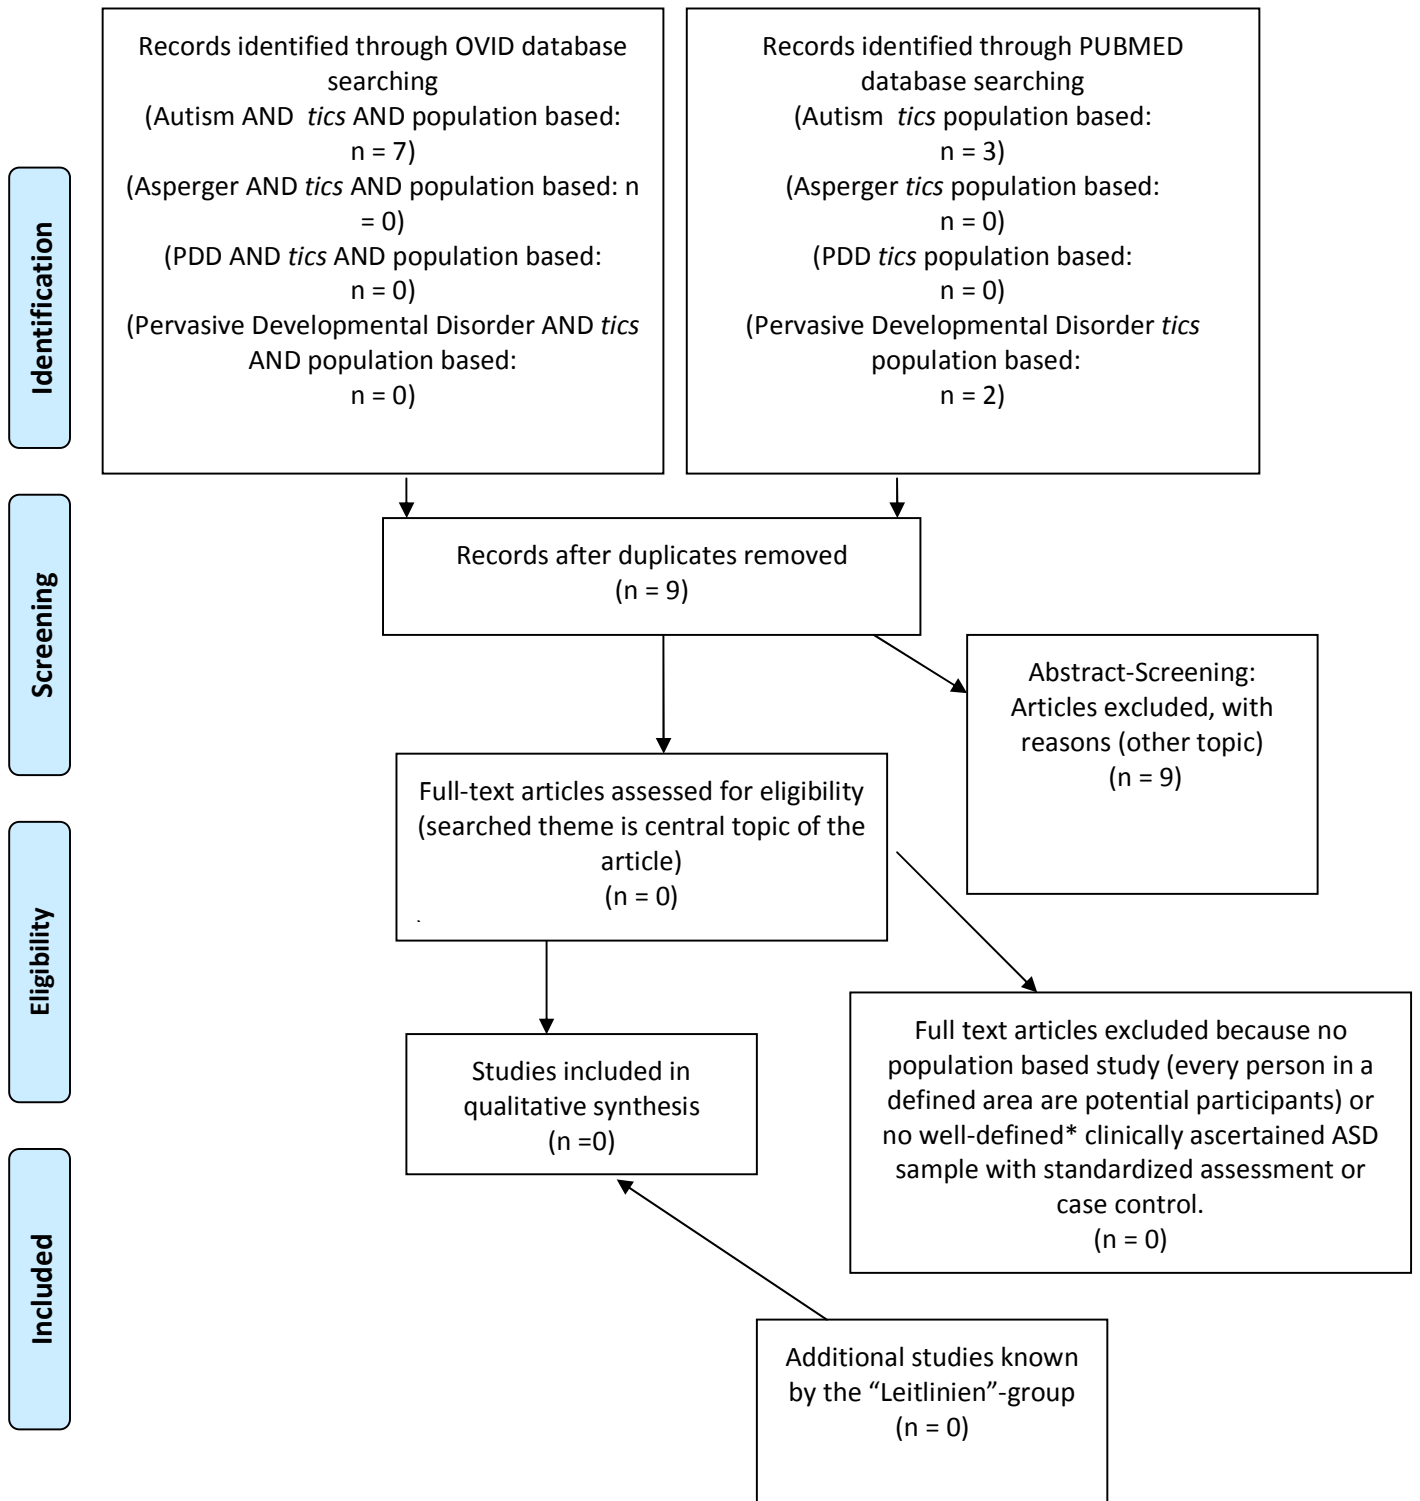 Records identified through OVID database
searching
(Autism AND tics AND population based:
n = 7)
(Asperger AND tics AND population based: n
= 0)
(PDD AND tics AND population based:
n = 0)
(Pervasive Developmental Disorder AND tics
AND population based:
n = 0)
Records identified through PUBMED
database searching
(Autism tics population based:
n = 3)
(Asperger tics population based:
n = 0)
(PDD tics population based:
n = 0)
(Pervasive Developmental Disorder tics
population based:
n = 2)
Identification
Records after duplicates removed
(n = 9)
Screening
Abstract-Screening:
Articles excluded, with
reasons (other topic)
(n = 9)
Full-text articles assessed for eligibility
(searched theme is central topic of the
article)
(n = 0)
.
Eligibility
Full text articles excluded because no
population based study (every person in a
defined area are potential participants) or
no well-defined* clinically ascertained ASD
sample with standardized assessment or
case control.
(n = 0)
Studies included in
qualitative synthesis
(n =0)
Included
Additional studies known
by the “Leitlinien”-group
(n = 0)